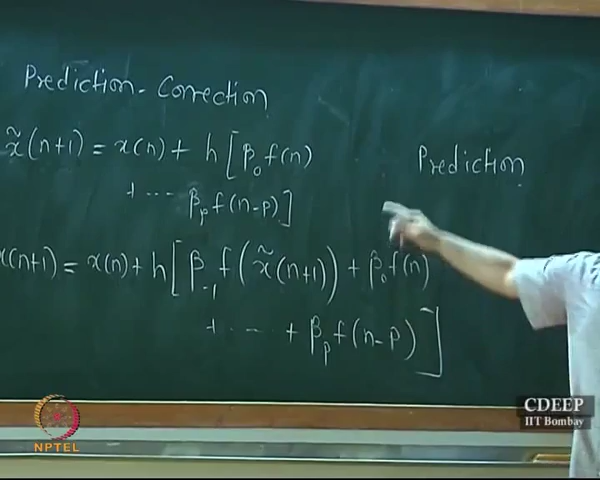 Prediction - Correction
x̃(n+1) = x(n) + h [ β₀ f(n)
+ ··· βₚ f(n-p) ]
Prediction
x(n+1) = x(n) + h [ β₋₁ f( x̃(n+1) ) + β₀ f(n)
+ ··· + βₚ f(n-p) ]
NPTEL
CDEEP
IIT Bombay